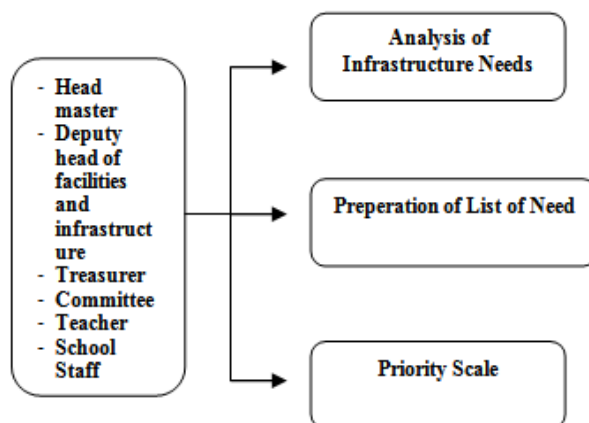 - Head
master
- Deputy
head of
facilities
and
infrastruct
ure
- Treasurer
- Committee
- Teacher
- School
Staff
Analysis of
Infrastructure Needs
Preperation of List of Need
Priority Scale